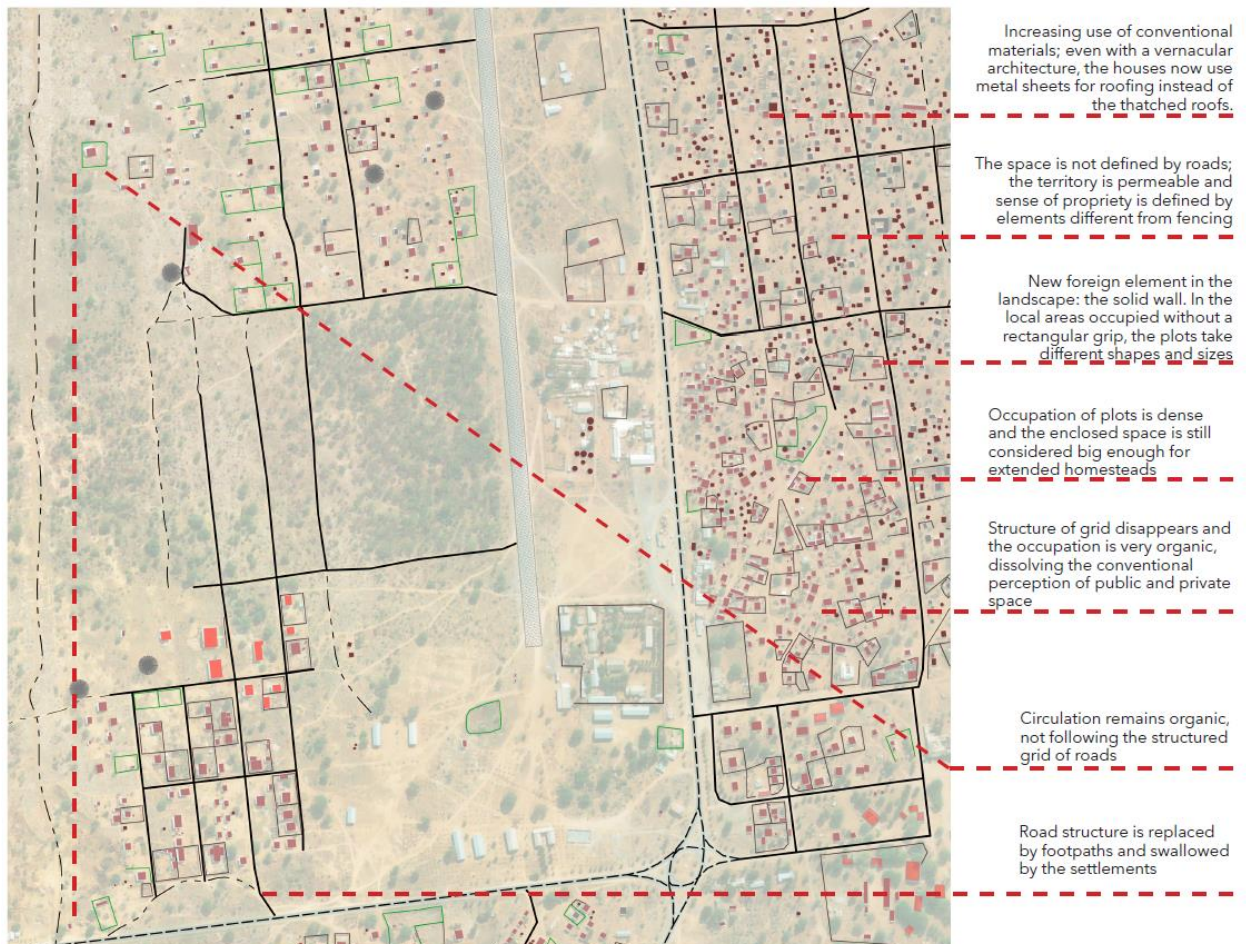 Increasing use of conventional
materials; even with a vernacular
architecture, the houses now use
metal sheets for roofing instead of
the thatched roofs.
The space is not defined by roads;
the territory is permeable and
sense of propriety is defined by
elements different from fencing
New foreign element in the
landscape: the solid wall. In the
local areas occupied without a
rectangular grip, the plots take
different shapes and sizes
Occupation of plots is dense
and the enclosed space is still
considered big enough for
extended homesteads
Structure of grid disappears and
the occupation is very organic,
dissolving the conventional
perception of public and private
space
Circulation remains organic,
not following the structured
grid of roads
Road structure is replaced
by footpaths and swallowed
by the settlements